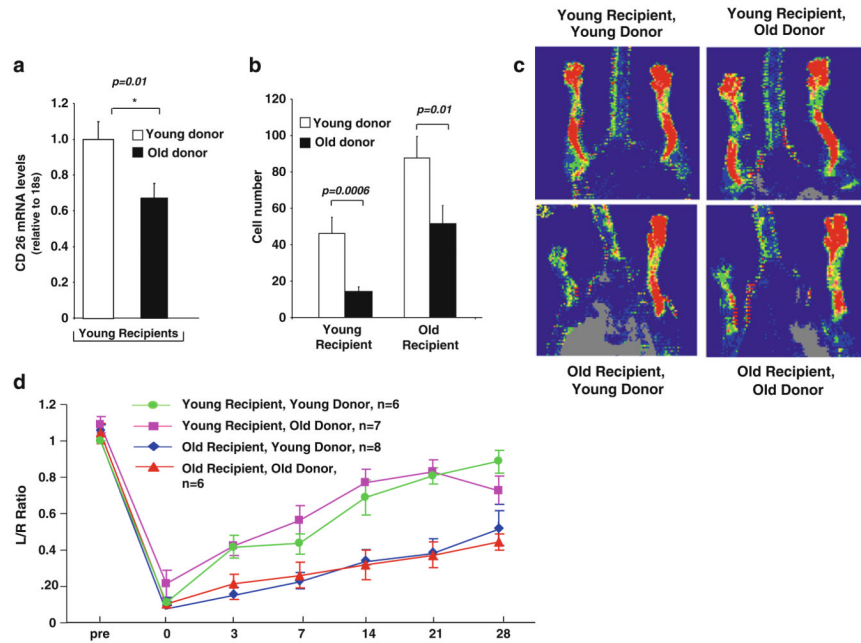 a
p=0.01
*
1.2
1.0
0.8
0.6
0.4
0.2
0
CD 26 mRNA levels
(relative to 18s)
Young donor
Old donor
Young Recipients
b
120
100
80
60
40
20
0
Cell number
Young donor
Old donor
p=0.0006
p=0.01
Young
Recipient
Old
Recipient
c
Young Recipient,
Young Donor
Young Recipient,
Old Donor
Old Recipient,
Young Donor
Old Recipient,
Old Donor
d
1.2
1
0.8
0.6
0.4
.20
0
L/R Ratio
Young Recipient, Young Donor, n=6
Young Recipient, Old Donor, n=7
Old Recipient, Young Donor, n=8
Old Recipient, Old Donor,
n=6
pre
0
3
7
14
21
28